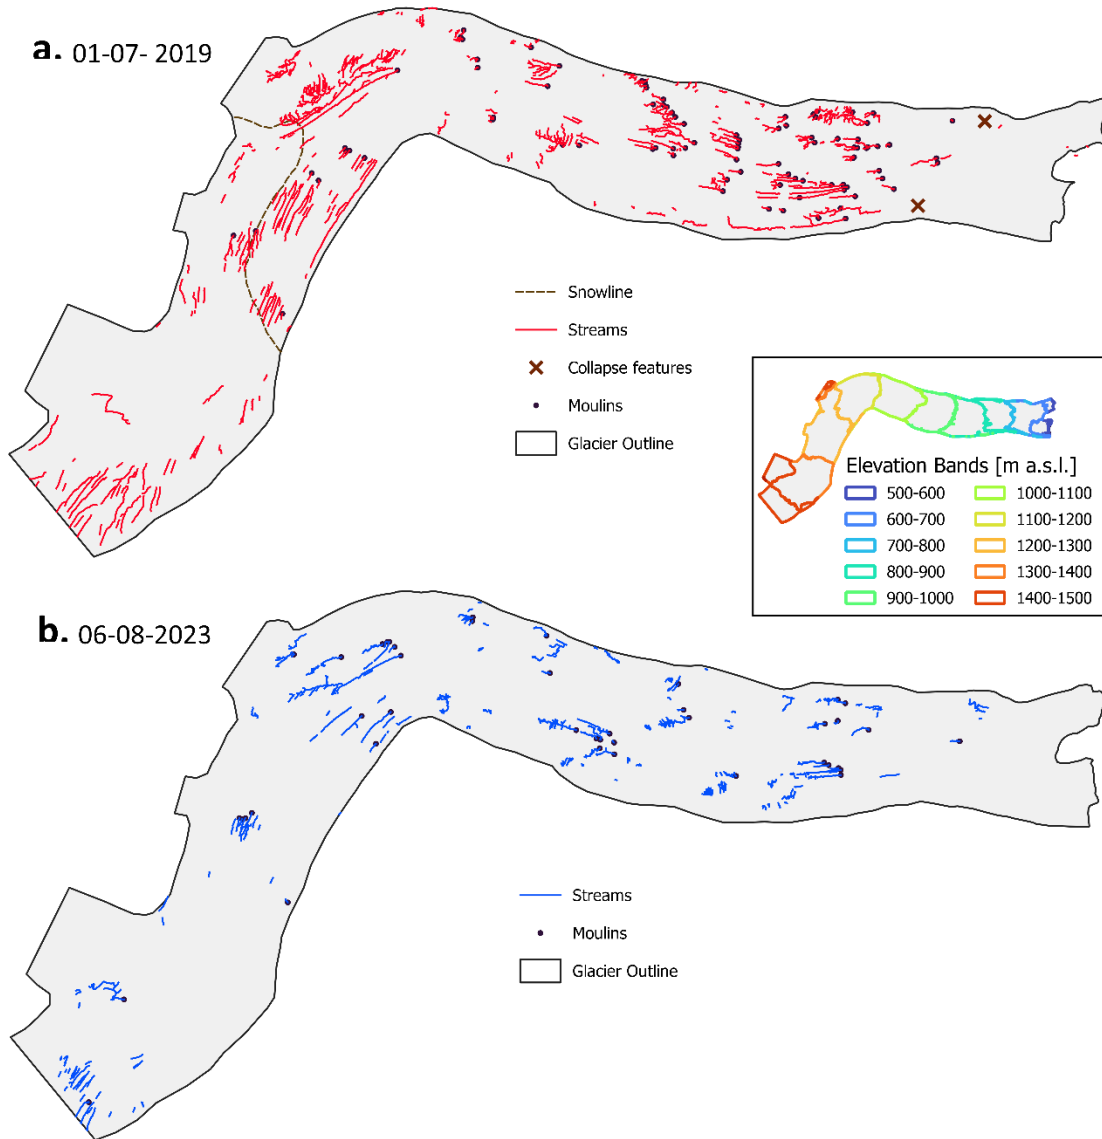 a. 01-07- 2019
Snowline
Streams
Collapse features
Moulins
Glacier Outline
Elevation Bands [m a.s.l.]
500-600 1000-1100
600-700 1100-1200
700-800 1200-1300
800-900 1300-1400
900-1000 1400-1500
b. 06-08-2023
Streams
Moulins
Glacier Outline